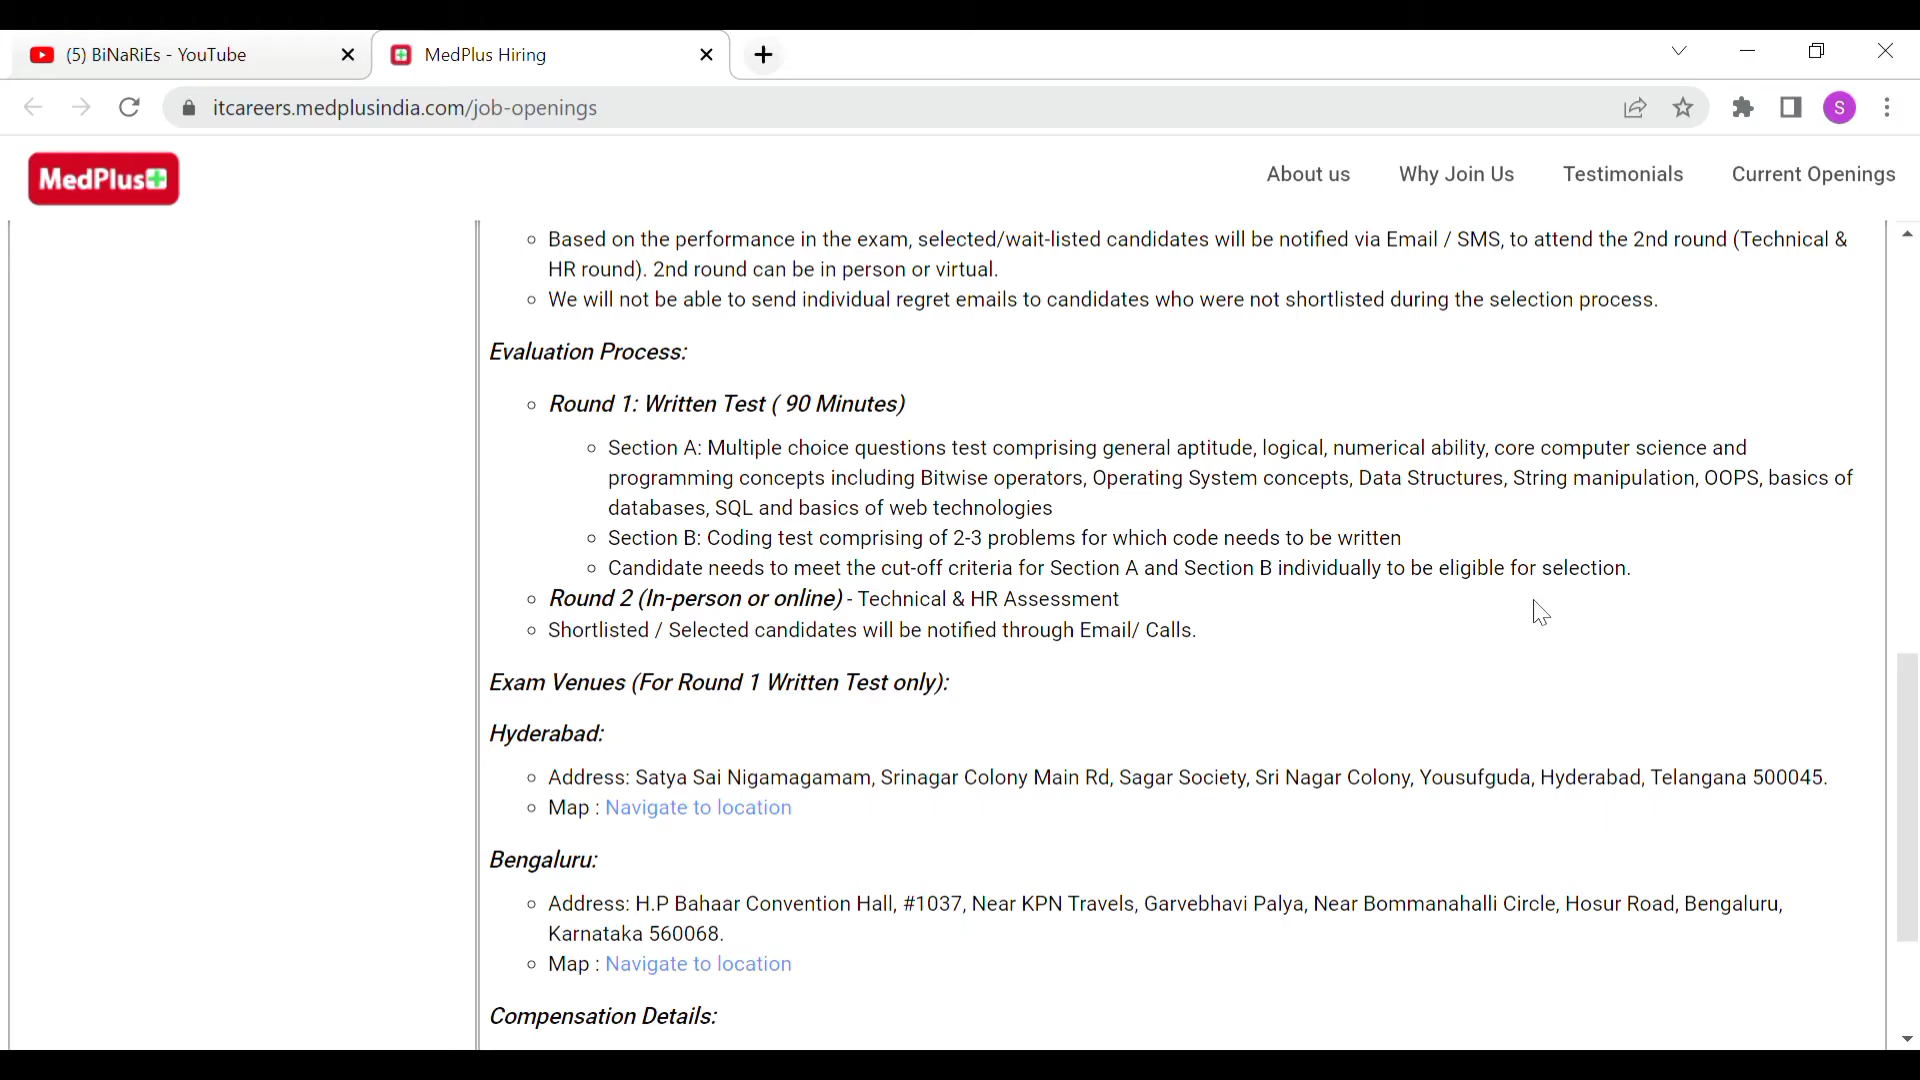 (5) BiNaRiEs - YouTube
MedPlus Hiring
itcareers.medplusindia.com/job-openings
S
MedPlus
About us
Why Join Us
Testimonials
Current Openings
Based on the performance in the exam, selected/wait-listed candidates will be notified via Email / SMS, to attend the 2nd round (Technical &
HR round). 2nd round can be in person or virtual.
We will not be able to send individual regret emails to candidates who were not shortlisted during the selection process.
Evaluation Process:
Round 1: Written Test ( 90 Minutes)
Section A: Multiple choice questions test comprising general aptitude, logical, numerical ability, core computer science and
programming concepts including Bitwise operators, Operating System concepts, Data Structures, String manipulation, OOPS, basics of
databases, SQL and basics of web technologies
Section B: Coding test comprising of 2-3 problems for which code needs to be written
Candidate needs to meet the cut-off criteria for Section A and Section B individually to be eligible for selection.
Round 2 (In-person or online) - Technical & HR Assessment
Shortlisted / Selected candidates will be notified through Email/ Calls.
Exam Venues (For Round 1 Written Test only):
Hyderabad:
Address: Satya Sai Nigamagamam, Srinagar Colony Main Rd, Sagar Society, Sri Nagar Colony, Yousufguda, Hyderabad, Telangana 500045.
Map : Navigate to location
Bengaluru:
Address: H.P Bahaar Convention Hall, #1037, Near KPN Travels, Garvebhavi Palya, Near Bommanahalli Circle, Hosur Road, Bengaluru,
Karnataka 560068.
Map : Navigate to location
Compensation Details: